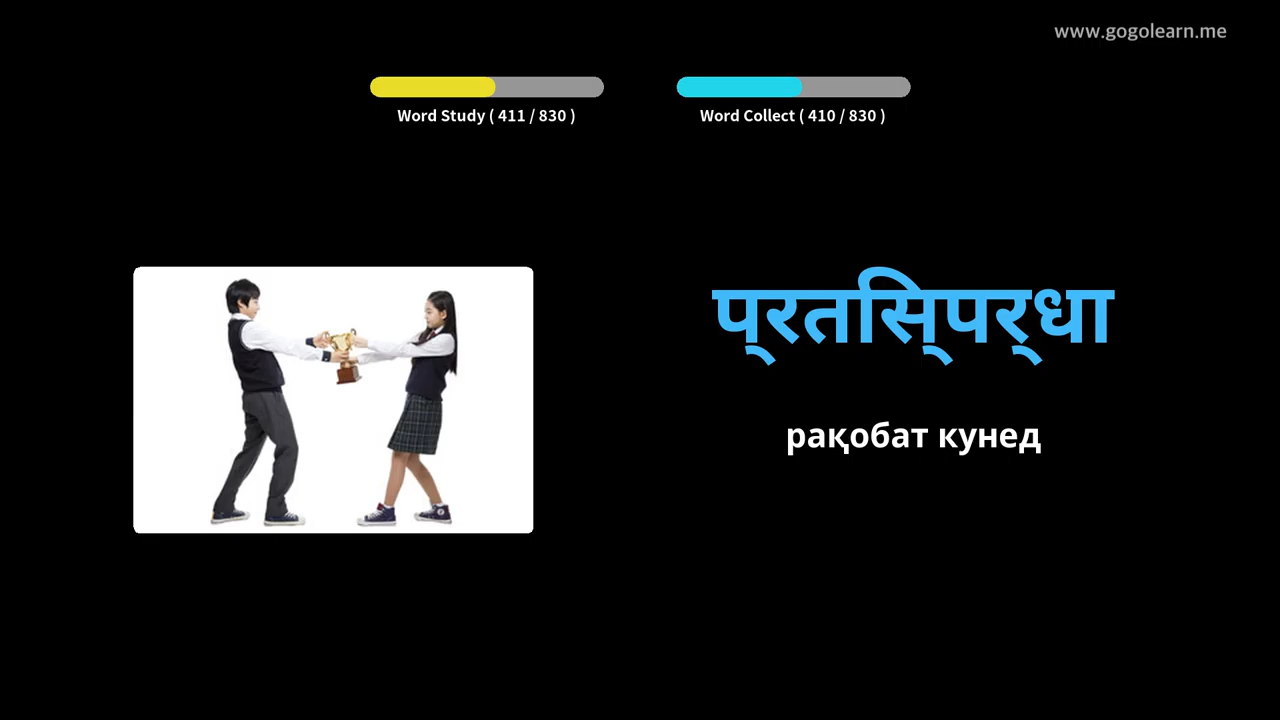 www.gogolearn.me
Word Study ( 411 / 830 )
Word Collect ( 410 / 830 )
प्रतिस्पर्धा
рақобат кунед